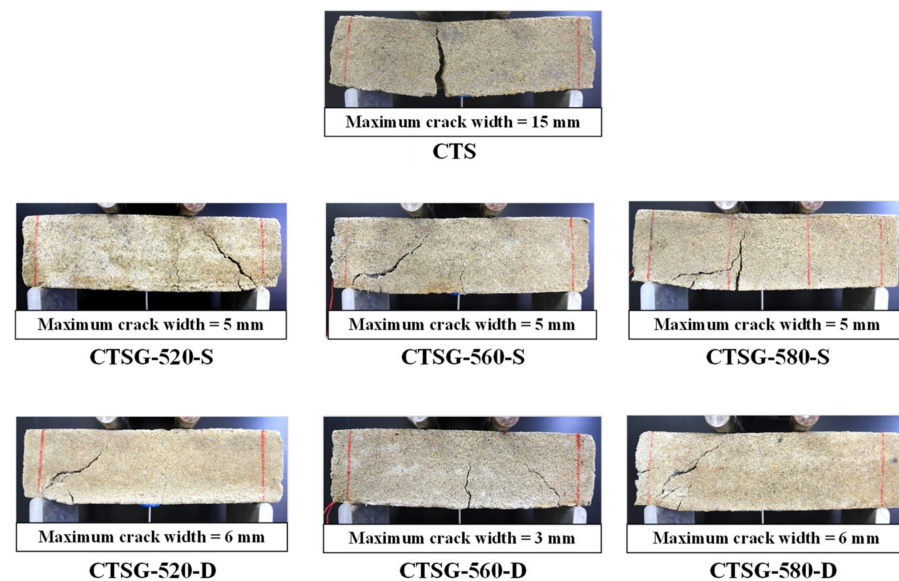 Maximum crack width = 15 mm
CTS
Maximum crack width = 5 mm
Maximum crack width = 5 mm
Maximum crack width = 5 mm
CTSG-520-S
CTSG-560-S
CTSG-580-S
Maximum crack width = 6 mm
Maximum crack width = 3 mm
Maximum crack width = 6 mm
CTSG-520-D
CTSG-560-D
CTSG-580-D